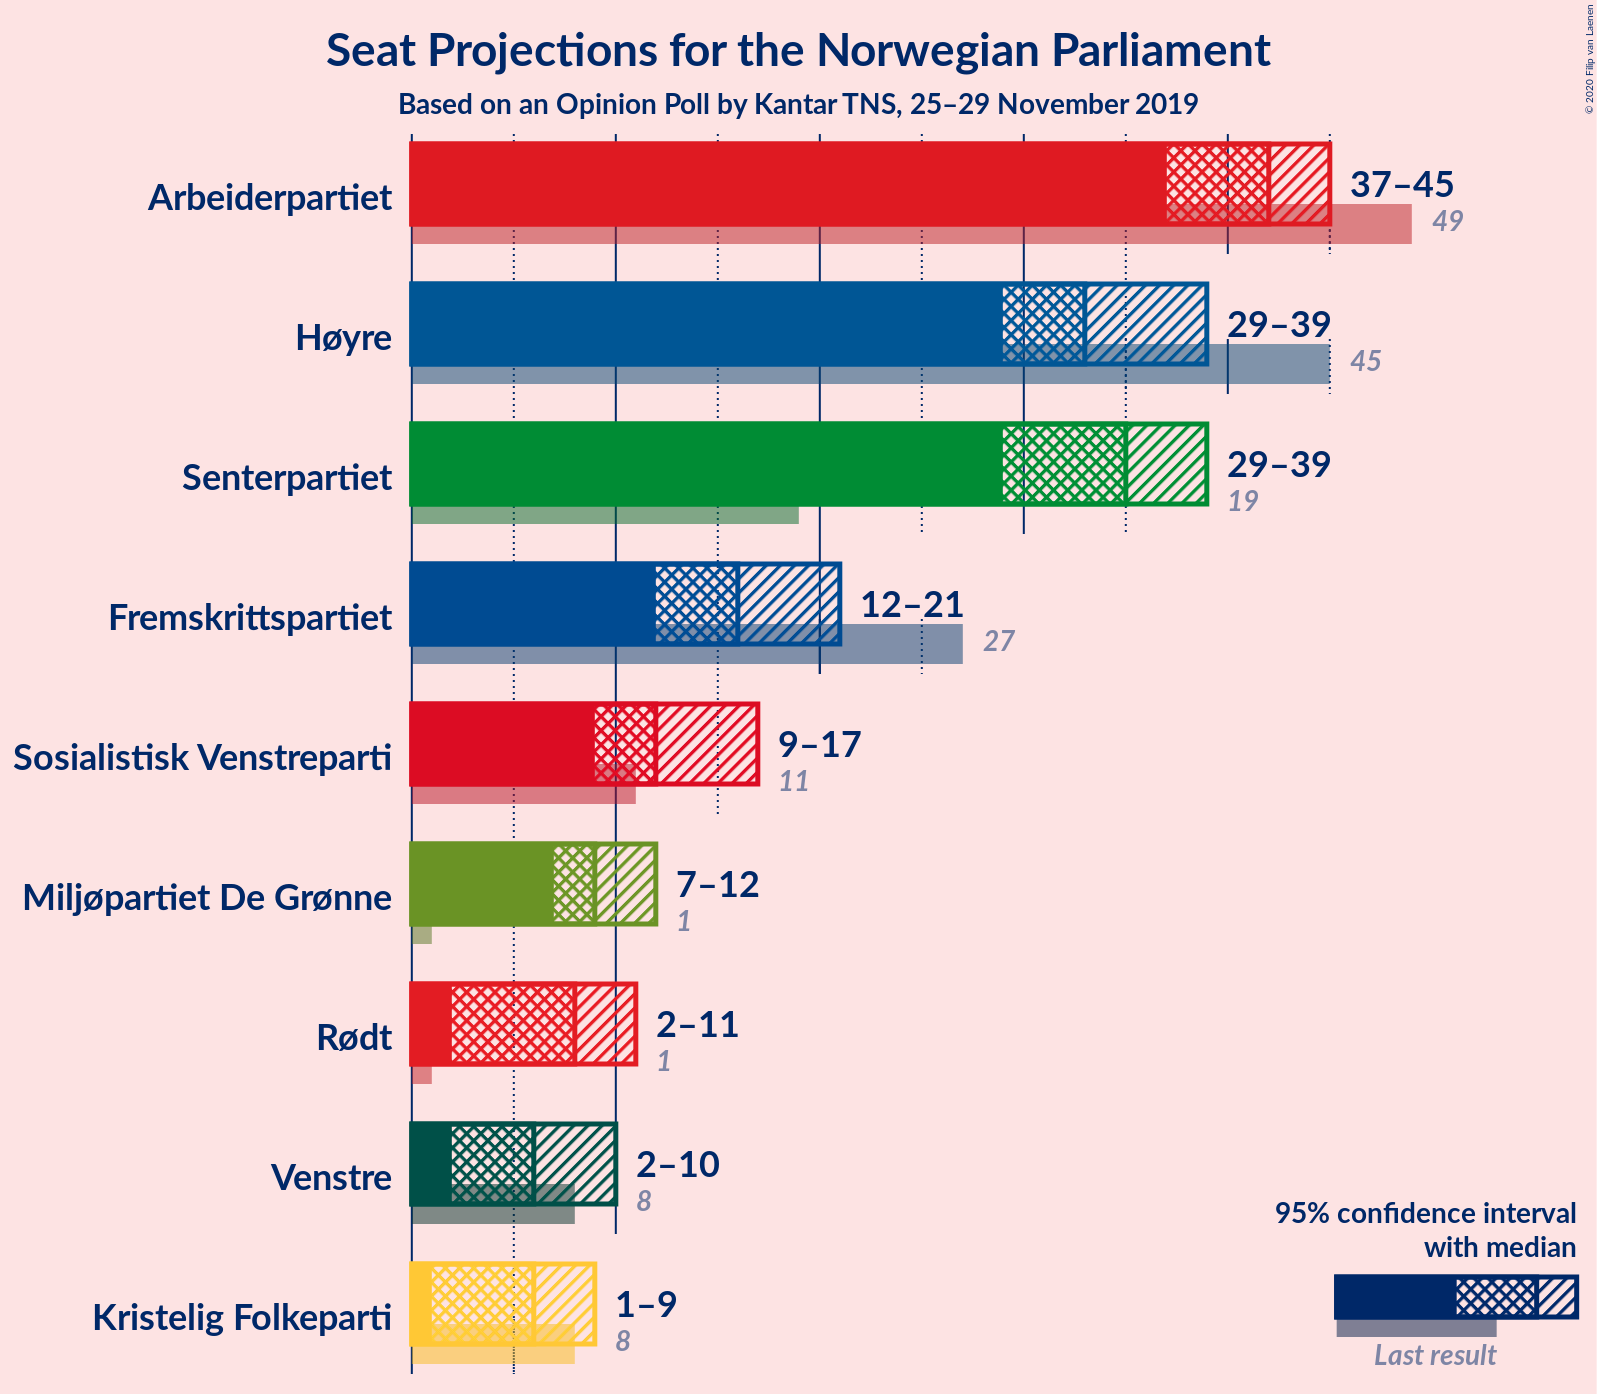 Seat Projections for the Norwegian Parliament
Based on an Opinion Poll by Kantar TNS, 25–29 November 2019
© 2020 Filip van Laenen
Arbeiderpartiet
37–45
49
Høyre
29–39
45
Senterpartiet
29–39
19
Fremskrittspartiet
12–21
27
Sosialistisk Venstreparti
9–17
11
Miljøpartiet De Grønne
7–12
1
Rødt
2–11
1
Venstre
2–10
8
Kristelig Folkeparti
1–9
8
95% confidence interval
with median
Last result